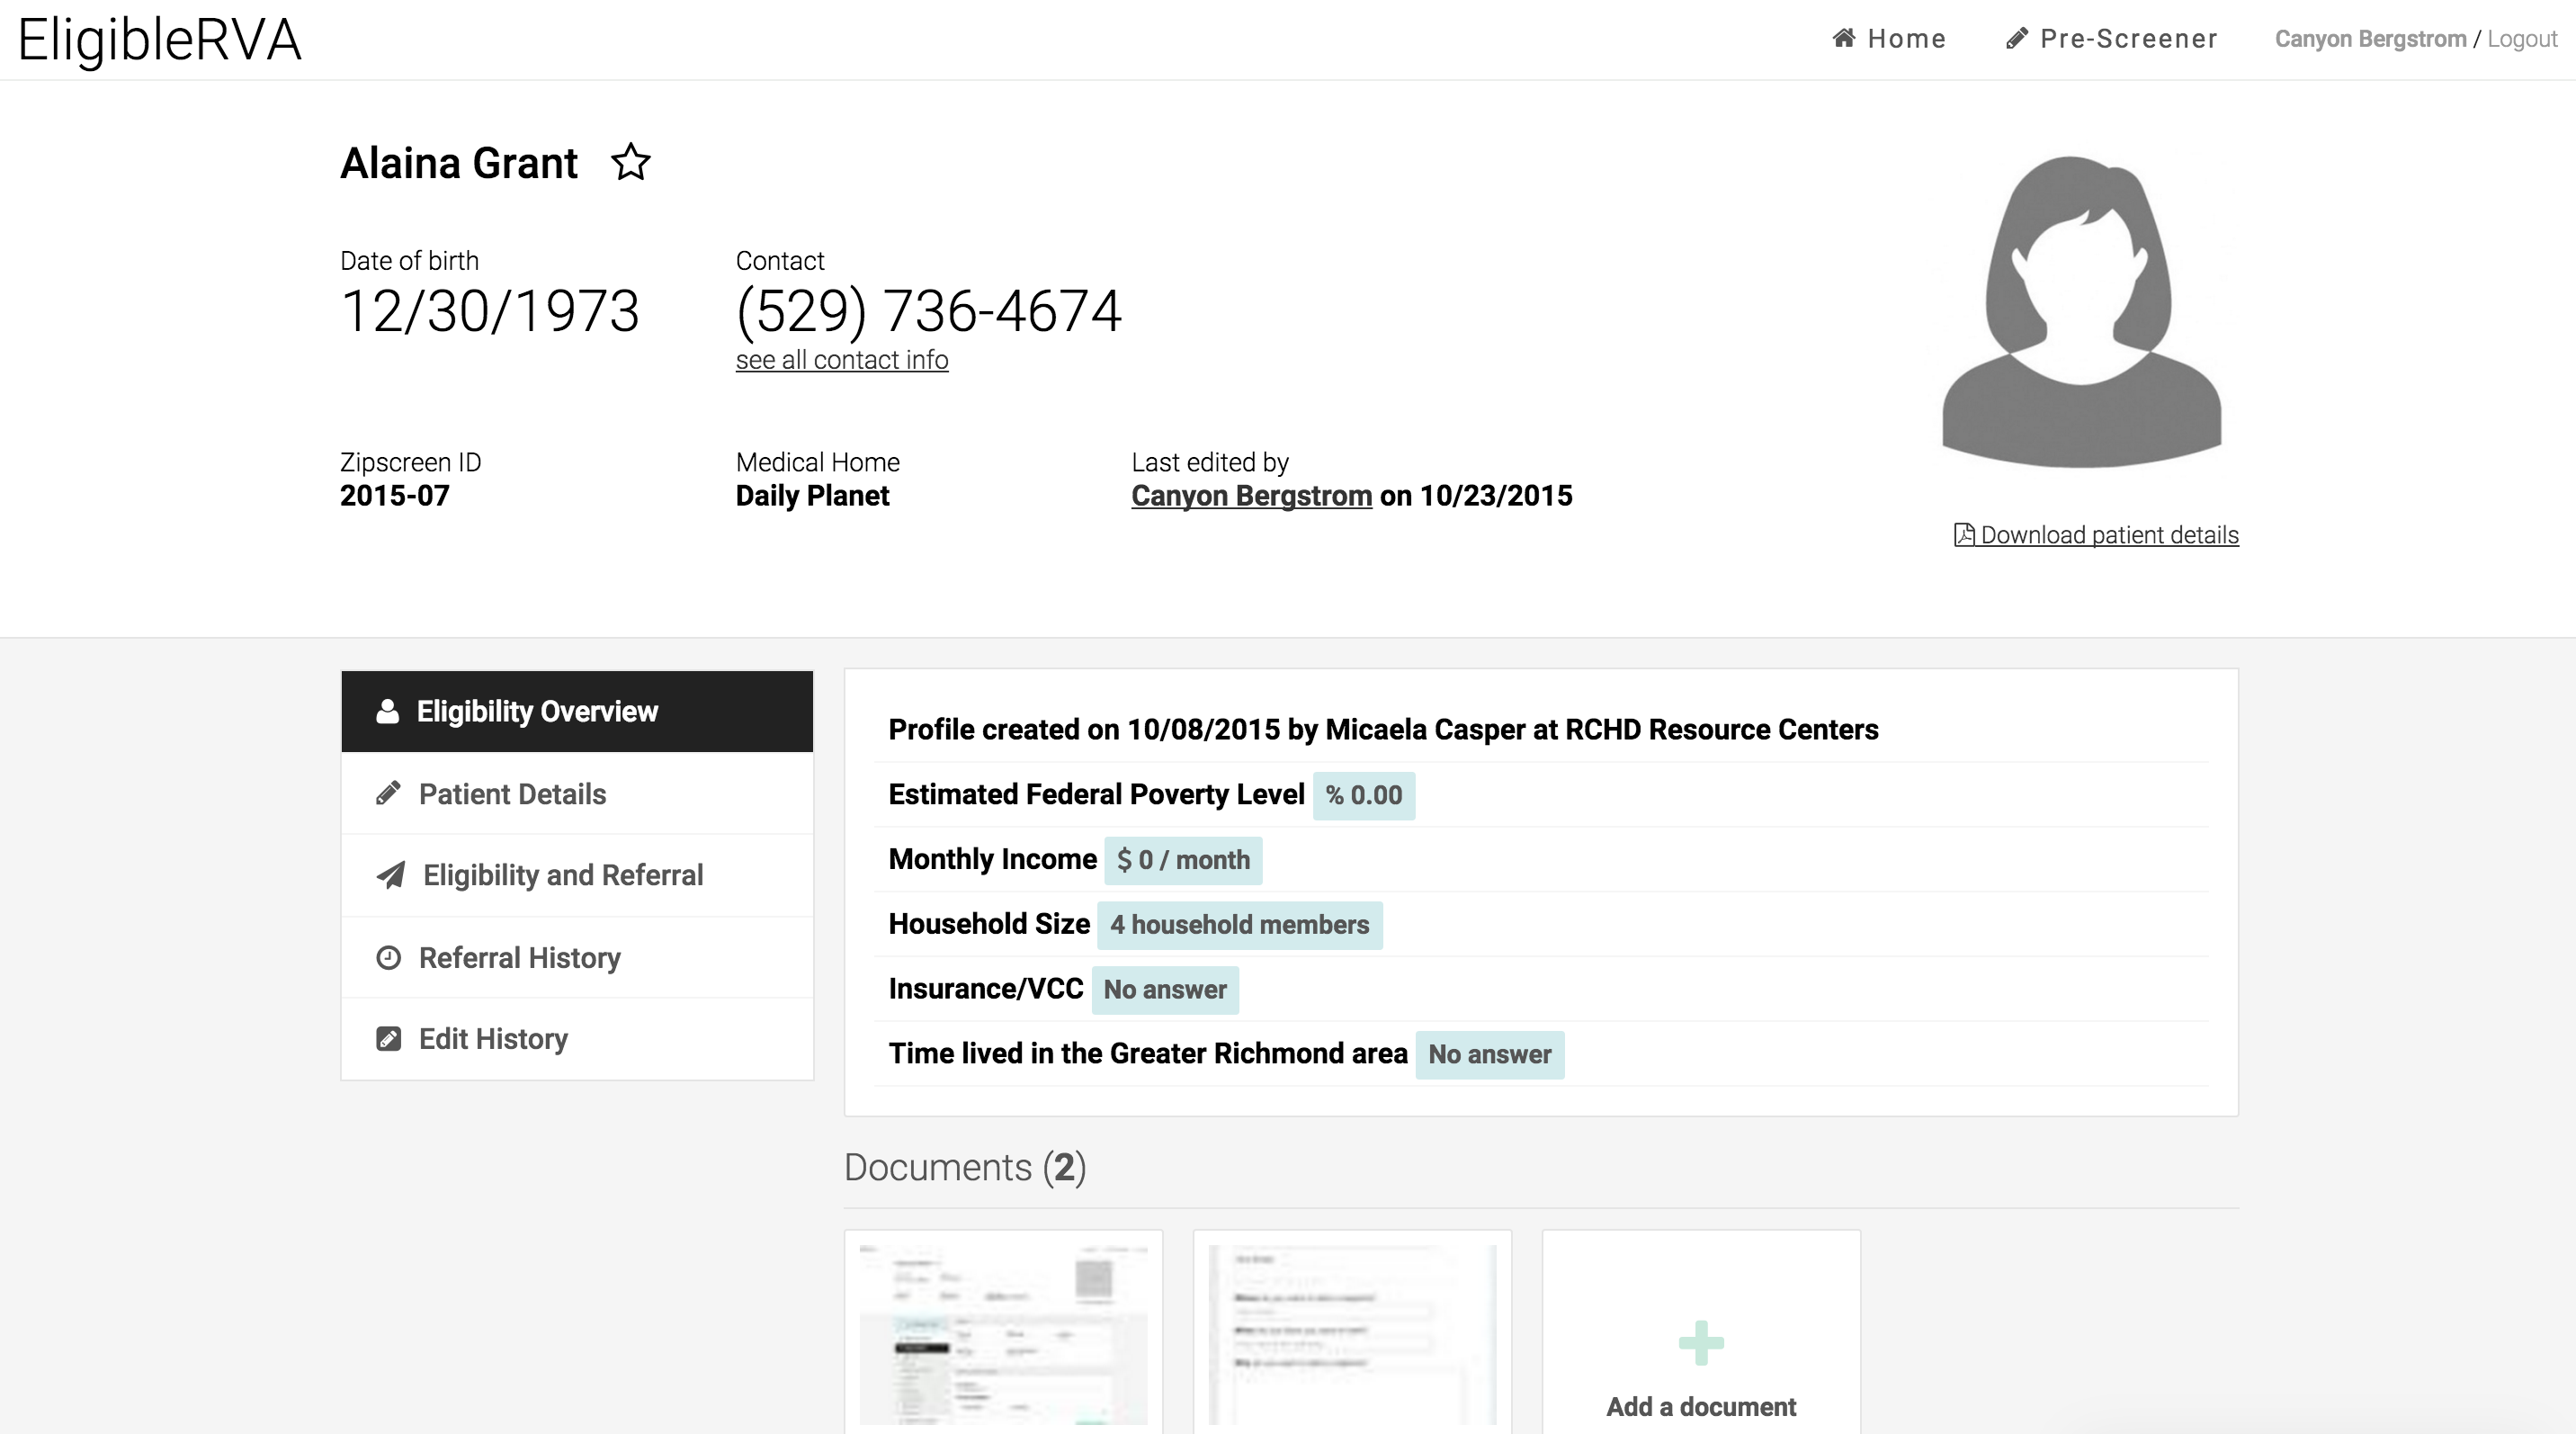 EligibleRVA
Home
Pre-Screener
Canyon Bergstrom / Logout
Alaina Grant
Date of birth
12/30/1973
Contact
(529) 736-4674
see all contact info
Zipscreen ID
2015-07
Medical Home
Daily Planet
Last edited by
Canyon Bergstrom on 10/23/2015
Download patient details
Eligibility Overview
Patient Details
Eligibility and Referral
Referral History
Edit History
Profile created on 10/08/2015 by Micaela Casper at RCHD Resource Centers
Estimated Federal Poverty Level % 0.00
Monthly Income $ 0 / month
Household Size 4 household members
Insurance/VCC No answer
Time lived in the Greater Richmond area No answer
Documents (2)
Add a document